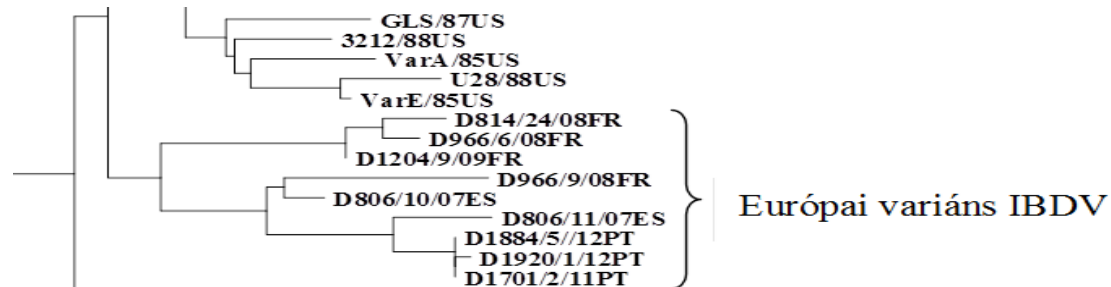 GLS/87US
3212/88US
VarA/85US
U28/88US
VarE/85US
D814/24/08FR
D966/6/08FR
D1204/9/09FR
D966/9/08FR
D806/10/07ES
D806/11/07ES
D1884/5//12PT
D1920/1/12PT
D1701/2/11PT
Európai variáns IBDV